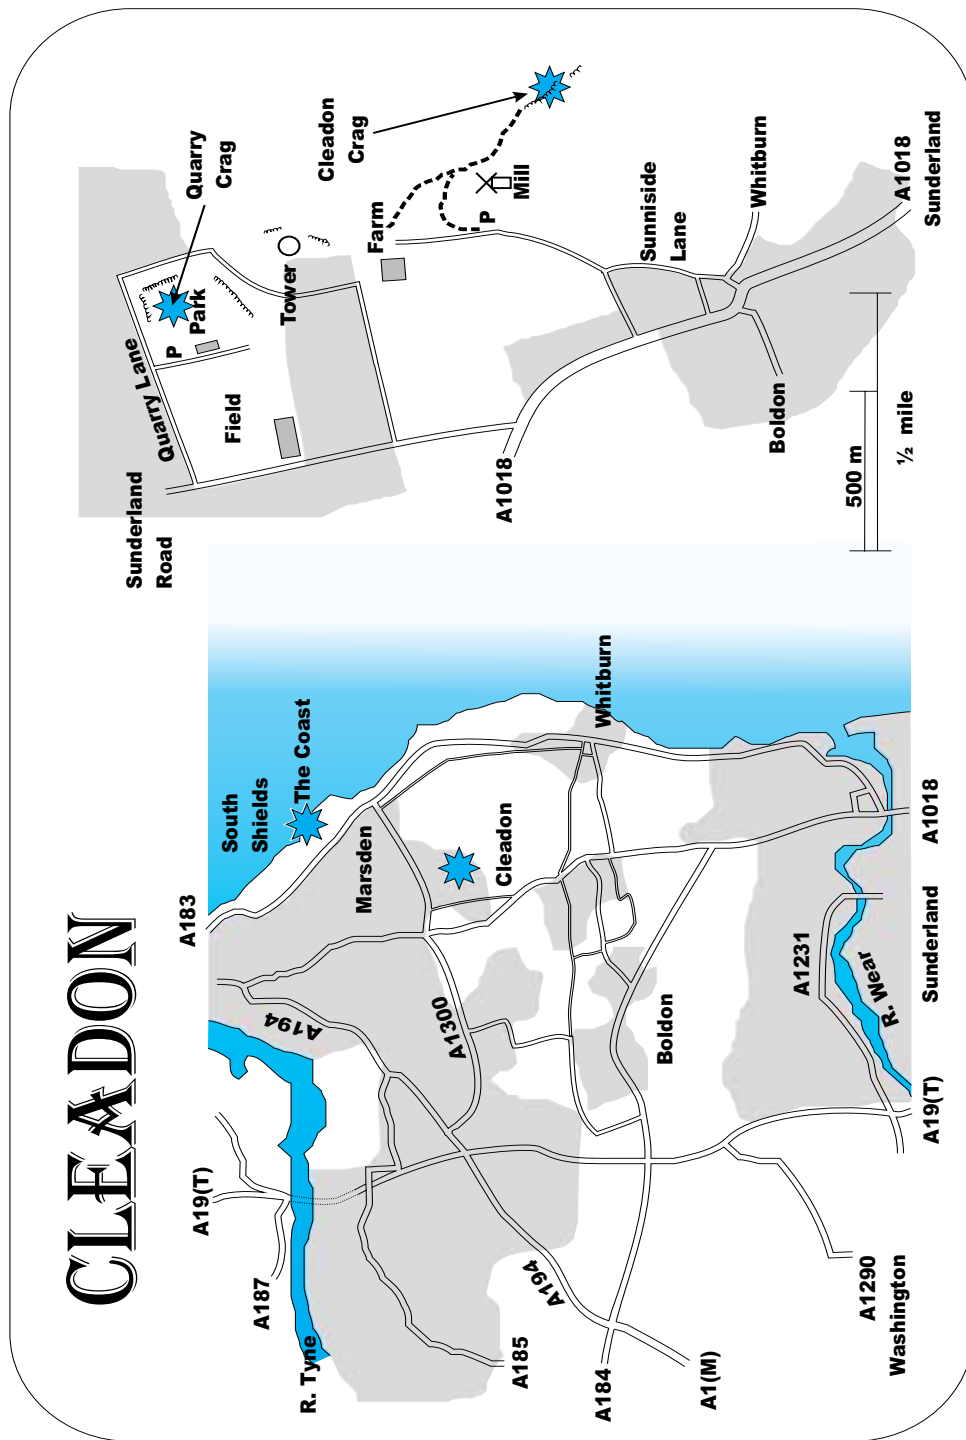 CLEADON
A183
South
Shields
The Coast
Marsden
Cleadon
Whitburn
A194
A1300
Boldon
A19(T)
A187
R. Tyne
A185
A194
A184
A1(M)
A1290
Washington
A19(T)
A1231
R. Wear
Sunderland
A1018
Sunderland
Road
Quarry Lane
Quarry
Crag
P
Park
Field
Tower
Cleadon
Crag
Farm
P
Mill
A1018
Sunniside
Lane
Whitburn
Boldon
A1018
Sunderland
500 m
½ mile